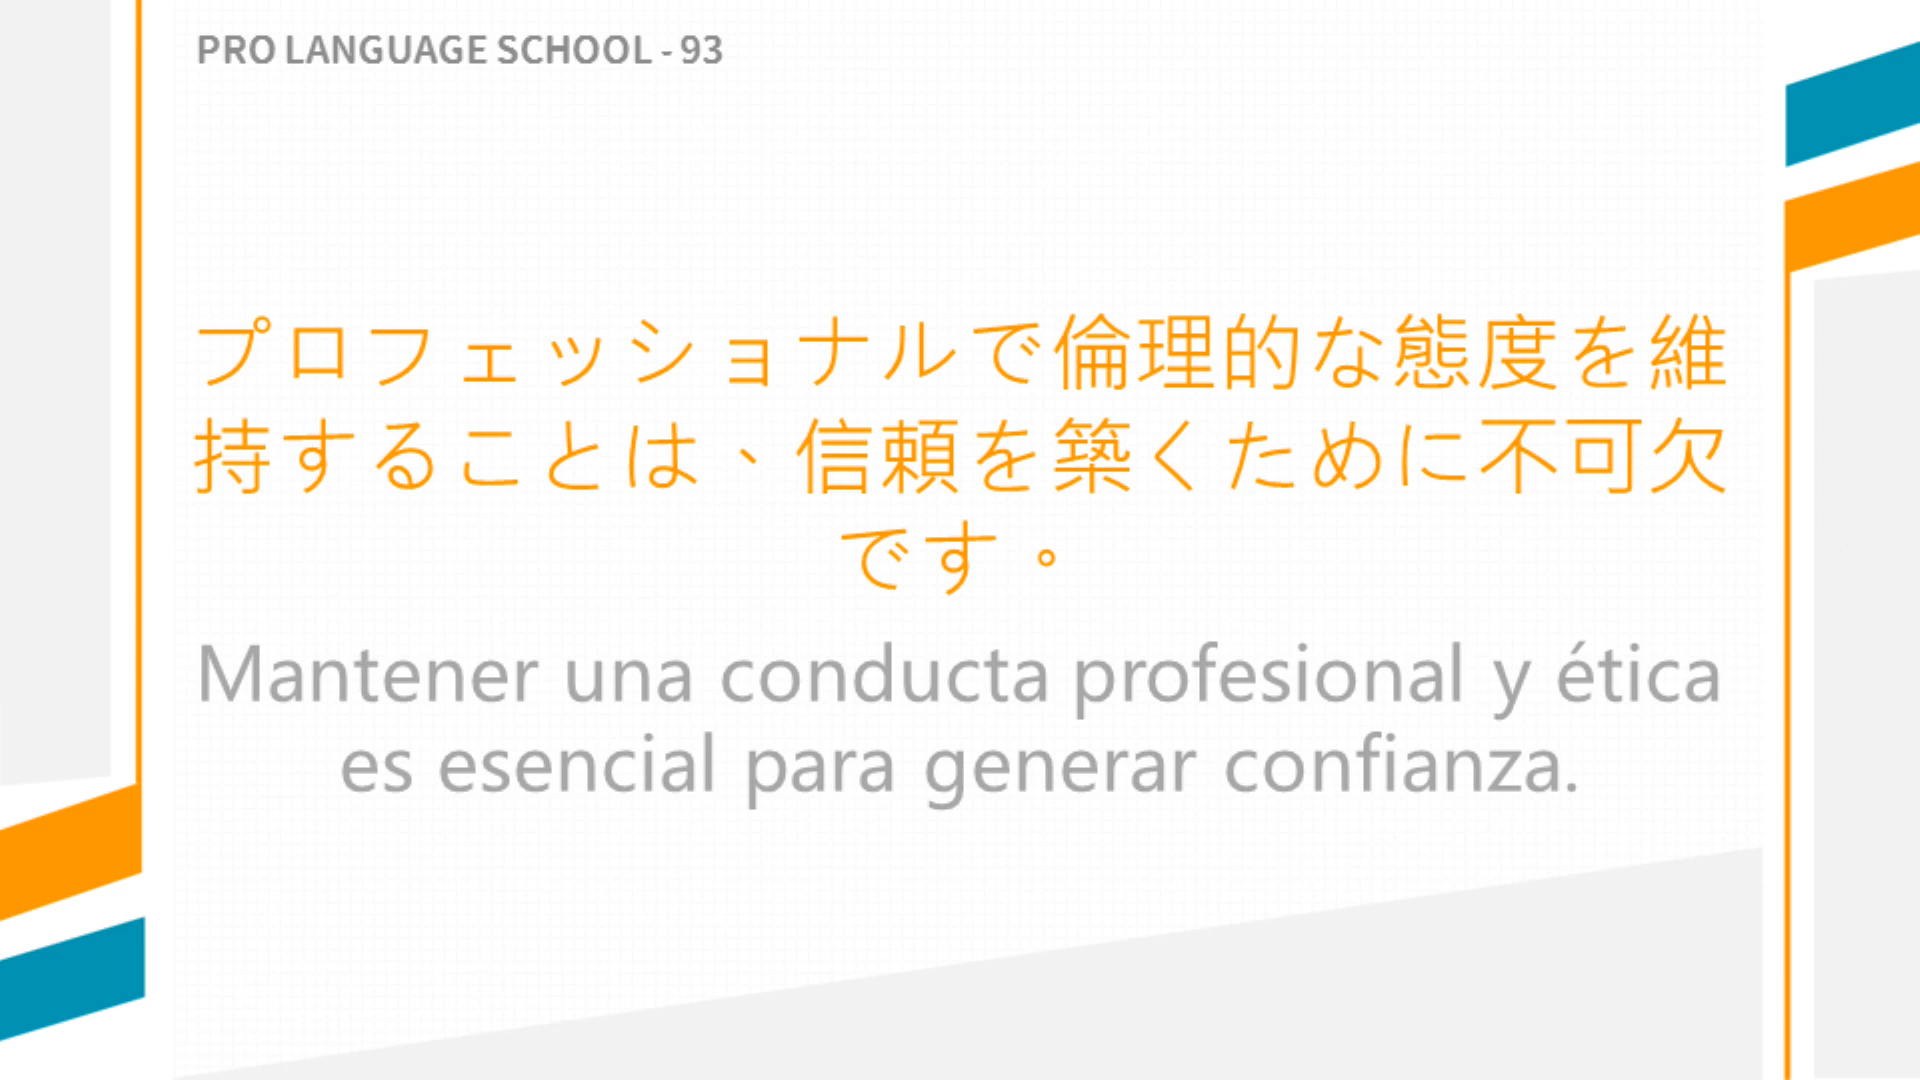 PRO LANGUAGE SCHOOL - 93
プロフェッショナルで倫理的な態度を維
持することは、信頼を築くために不可欠
です。
Mantener una conducta profesional y ética
es esencial para generar confianza.